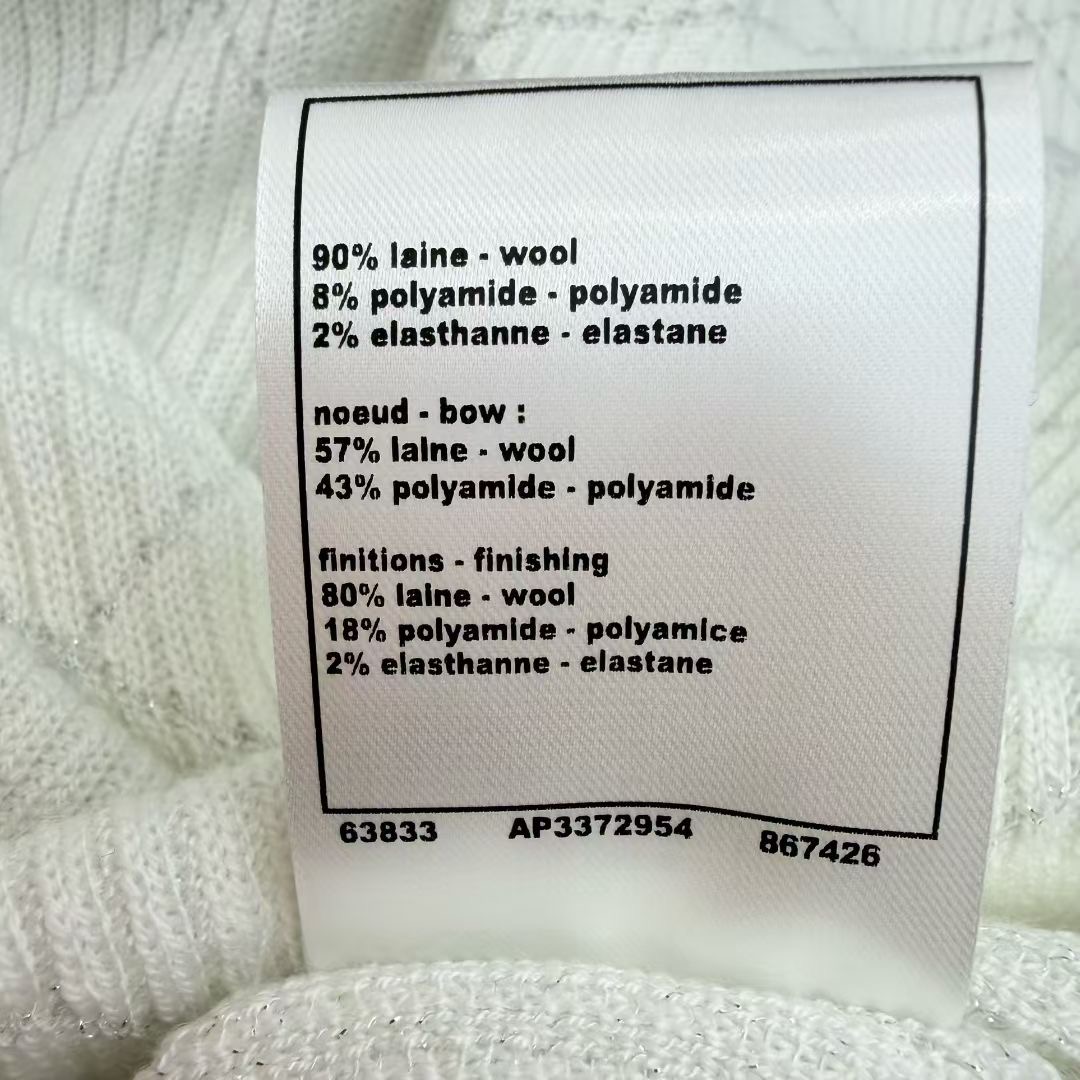 90% laine - wool
8% polyamide - polyamide
2% elasthanne - elastane
noeud - bow :
57% laine - wool
43% polyamide - polyamide
finitions - finishing
80% laine - wool
18% polyamide - polyamice
2% elasthanne - elastane
63833 AP3372954 867426